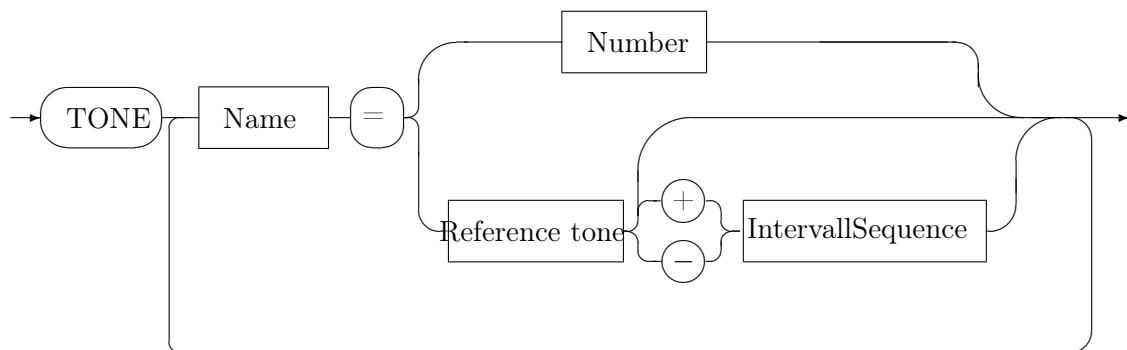 Number
TONE
Name
=
Reference tone
+
−
IntervallSequence